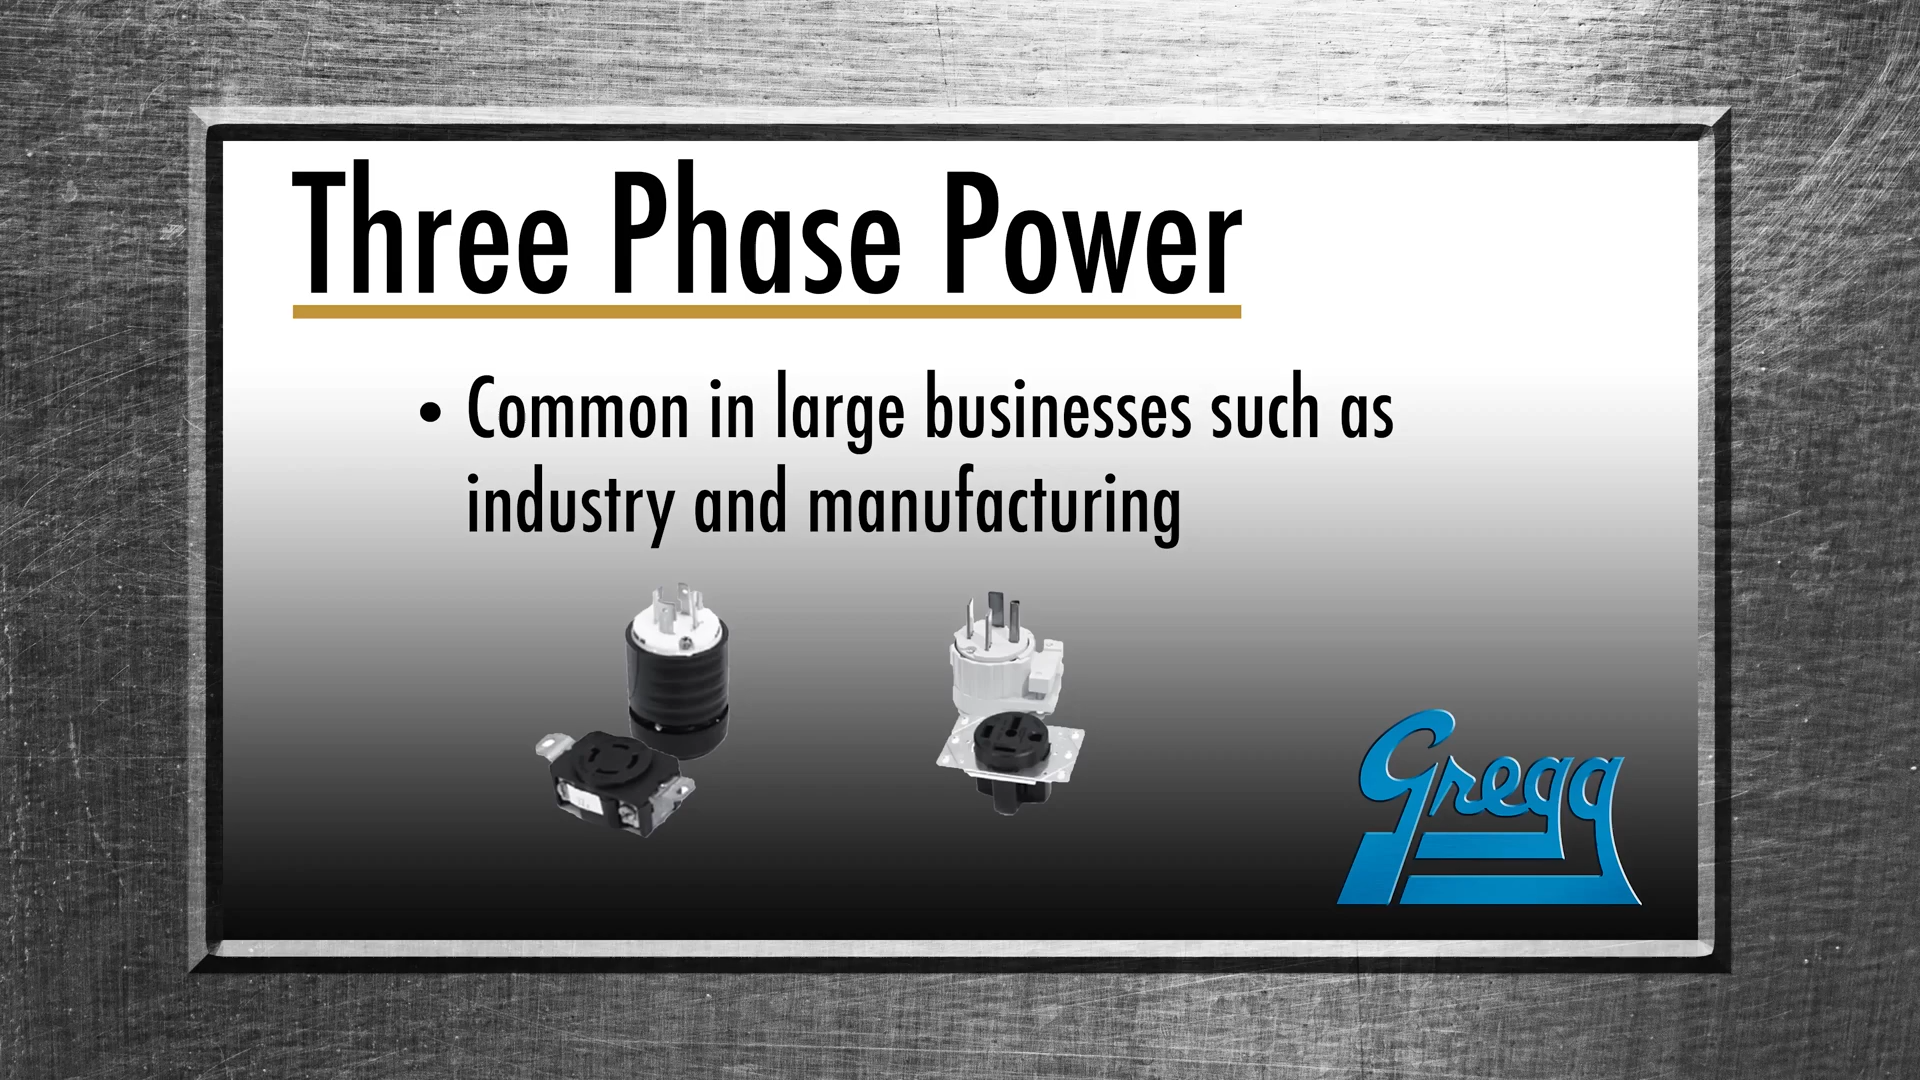 Three Phase Power
• Common in large businesses such as
industry and manufacturing
Gregg